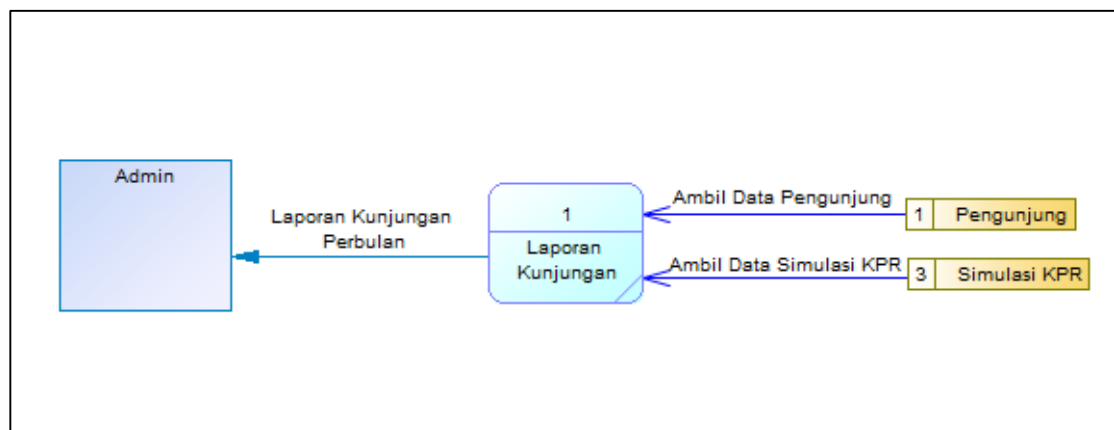 Admin
Laporan Kunjungan
Perbulan
1
Laporan
Kunjungan
Ambil Data Pengunjung
1 Pengunjung
Ambil Data Simulasi KPR
3 Simulasi KPR